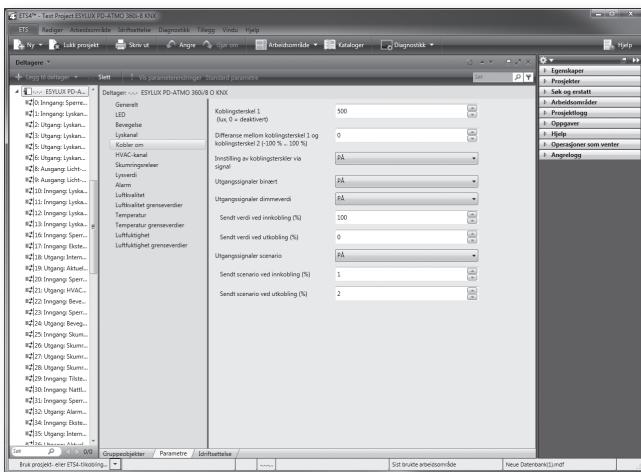 ETS4™ - Test Project ESYLUX PD-ATMO 360i-8 KNX
ETS Rediger Arbeidsområde Idriftsettelse Diagnostikk Tillegg Vindu Hjelp
Ny Lukk prosjekt Skriv ut Angre Gjør om Arbeidsområde Kataloger Diagnostikk Hjelp
Deltagere
Legg til deltager Slett Vis parameterendringer Standard parametre Søk
ESYLUX PD-A...
0: Inngang: Sperre...
1: Inngang: Lyska...
2: Utgang: Lyskan...
3: Utgang: Lyskan...
5: Utgang: Lyskan...
6: Utgang: Lyskan...
8: Ausgang: Licht-...
9: Ausgang: Licht-...
10: Inngang: Lyska...
11: Inngang: Lyska...
12: Inngang: Lyska...
13: Inngang: Lyska...
16: Inngang: Sperr...
17: Inngang: Ekste...
18: Utgang: Intern...
19: Utgang: Aktuel...
20: Inngang: Sperr...
21: Utgang: HVAC...
22: Inngang: Beve...
23: Inngang: Sperr...
24: Utgang: Beveg...
25: Inngang: Skum...
26: Utgang: Skumr...
27: Utgang: Skumr...
28: Utgang: Skumr...
29: Inngang: Tilste...
30: Inngang: Nattl...
31: Inngang: Sperr...
32: Utgang: Alarm...
34: Inngang: Ekste...
35: Utgang: Intern...
36: Utgang: Aktuel...
Søk 0/0
Deltager: -.-.- ESYLUX PD-ATMO 360i/8 O KNX
Generelt
LED
Bevegelse
Lyskanal
Kobler om
HVAC-kanal
Skumringsreleer
Lysverdi
Alarm
Luftkvalitet
Luftkvalitet grenseverdier
Temperatur
Temperatur grenseverdier
Luftfuktighet
Luftfuktighet grenseverdier
Koblingsterskel 1
(lux, 0 = deaktivert) 500
Differanse mellom koblingsterskel 1 og
koblingsterskel 2 (-100 % ... 100 %) 0
Innstilling av koblingsterskler via
signal PÅ
Utgangssignaler binært PÅ
Utgangssignaler dimmeverdi PÅ
Sendt verdi ved innkobling (%) 100
Sendt verdi ved utkobling (%) 0
Utgangssignaler scenario PÅ
Sendt scenario ved innkobling (%) 1
Sendt scenario ved utkobling (%) 2
Gruppeobjekter Parametre Idriftsettelse
Egenskaper
Prosjekter
Søk og erstatt
Arbeidsområder
Prosjektlogg
Oppgaver
Hjelp
Operasjoner som venter
Angrelogg
Bruk prosjekt- eller ETS4-tilkobling... -.-.- Sist brukte arbeidsområde Neue Datenbank(1).mdf